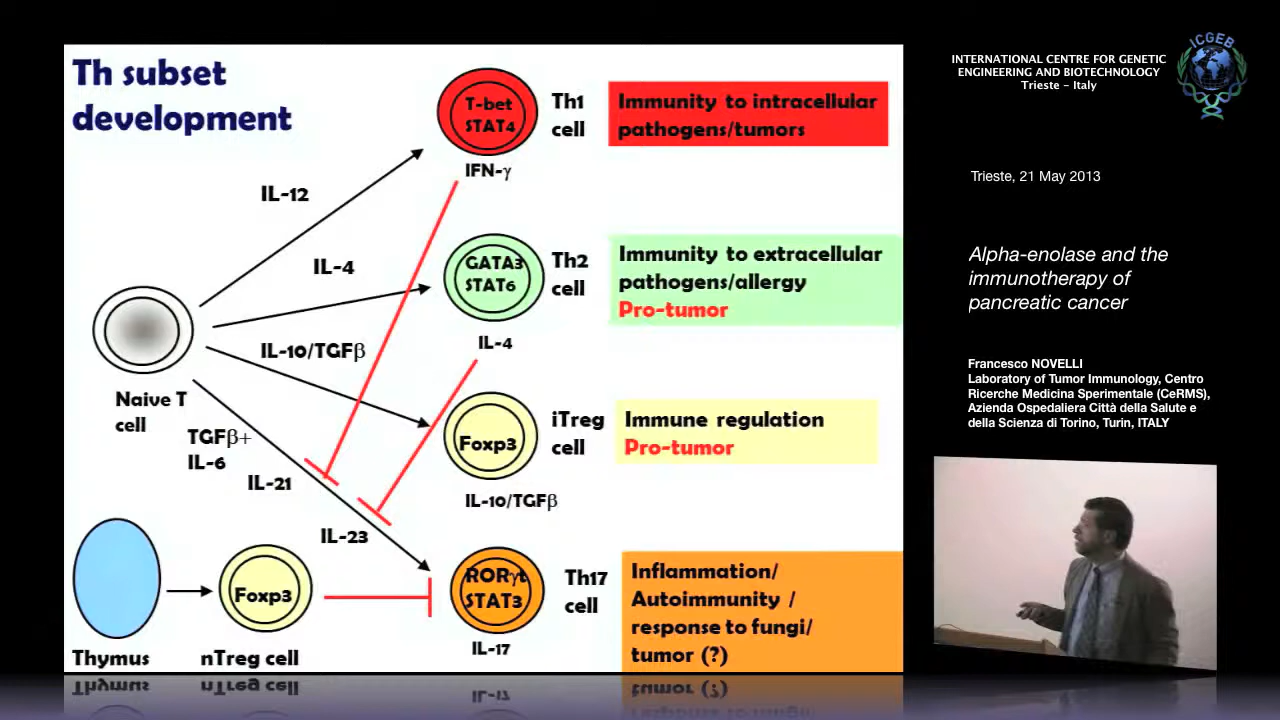 Th subset
development
T-bet
STAT4
Th1
cell
Immunity to intracellular
pathogens/tumors
IFN-γ
IL-12
IL-4
GATA3
STAT6
Th2
cell
Immunity to extracellular
pathogens/allergy
Pro-tumor
IL-4
IL-10/TGFβ
Naive T
cell
Foxp3
iTreg
cell
Immune regulation
Pro-tumor
IL-10/TGFβ
TGFβ+
IL-6
IL-21
IL-23
RORγt
STAT3
Th17
cell
Inflammation/
Autoimmunity /
response to fungi/
tumor (?)
IL-17
Foxp3
Thymus
nTreg cell
INTERNATIONAL CENTRE FOR GENETIC
ENGINEERING AND BIOTECHNOLOGY
Trieste - Italy
ICGEB
Trieste, 21 May 2013
Alpha-enolase and the
immunotherapy of
pancreatic cancer
Francesco NOVELLI
Laboratory of Tumor Immunology, Centro
Ricerche Medicina Sperimentale (CeRMS),
Azienda Ospedaliera Città della Salute e
della Scienza di Torino, Turin, ITALY